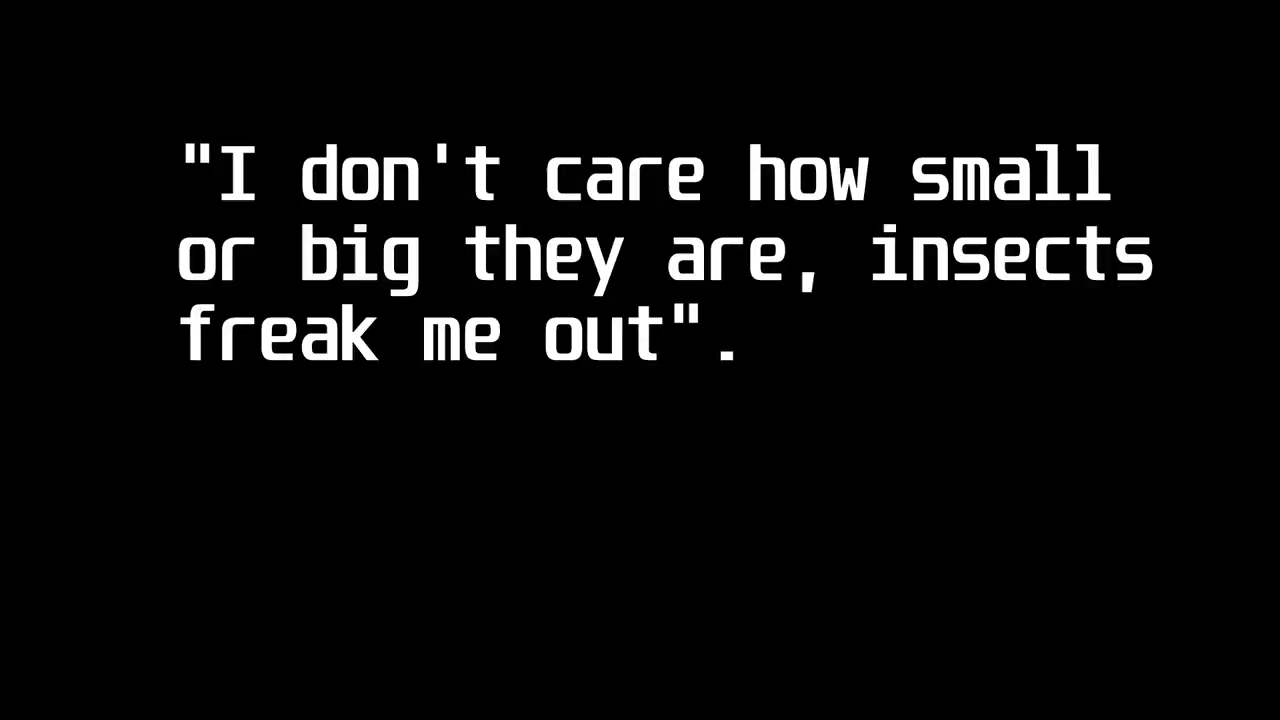 "I don't care how small
or big they are, insects
freak me out".